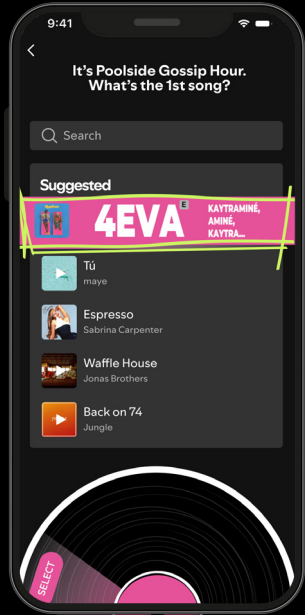 9:41
It's Poolside Gossip Hour.
What's the 1st song?
Search
Suggested
4EVA
E
KAYTRAMINÉ,
AMINÉ,
KAYTRA...
Tú
maye
Espresso
Sabrina Carpenter
Waffle House
Jonas Brothers
Back on 74
Jungle
SELECT